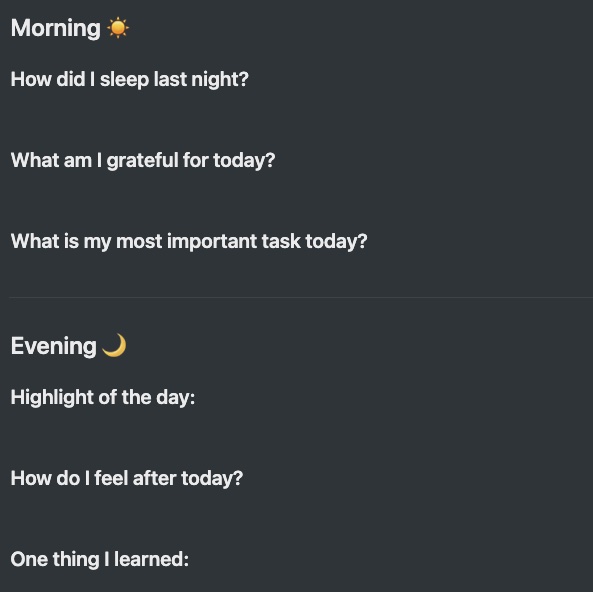 Morning ☀️
How did I sleep last night?
What am I grateful for today?
What is my most important task today?
Evening 🌙
Highlight of the day:
How do I feel after today?
One thing I learned: